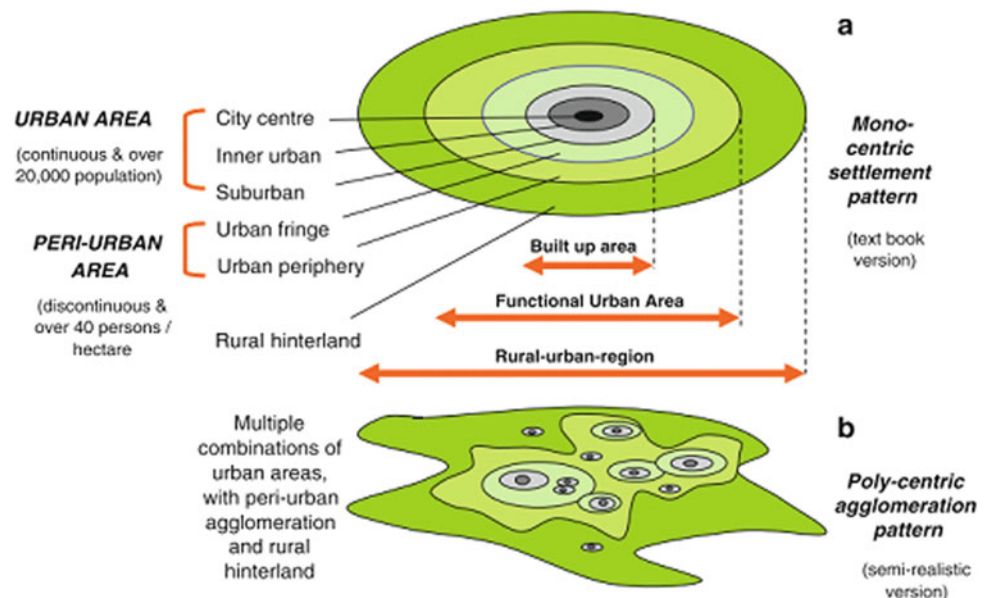 a
URBAN AREA
(continuous & over
20,000 population)
City centre
Inner urban
Suburban
Urban fringe
Urban periphery
PERI-URBAN
AREA
(discontinuous &
over 40 persons /
hectare
Rural hinterland
Mono-
centric
settlement
pattern
(text book
version)
Built up area
Functional Urban Area
Rural-urban-region
b
Multiple
combinations of
urban areas,
with peri-urban
agglomeration
and rural
hinterland
Poly-centric
agglomeration
pattern
(semi-realistic
version)